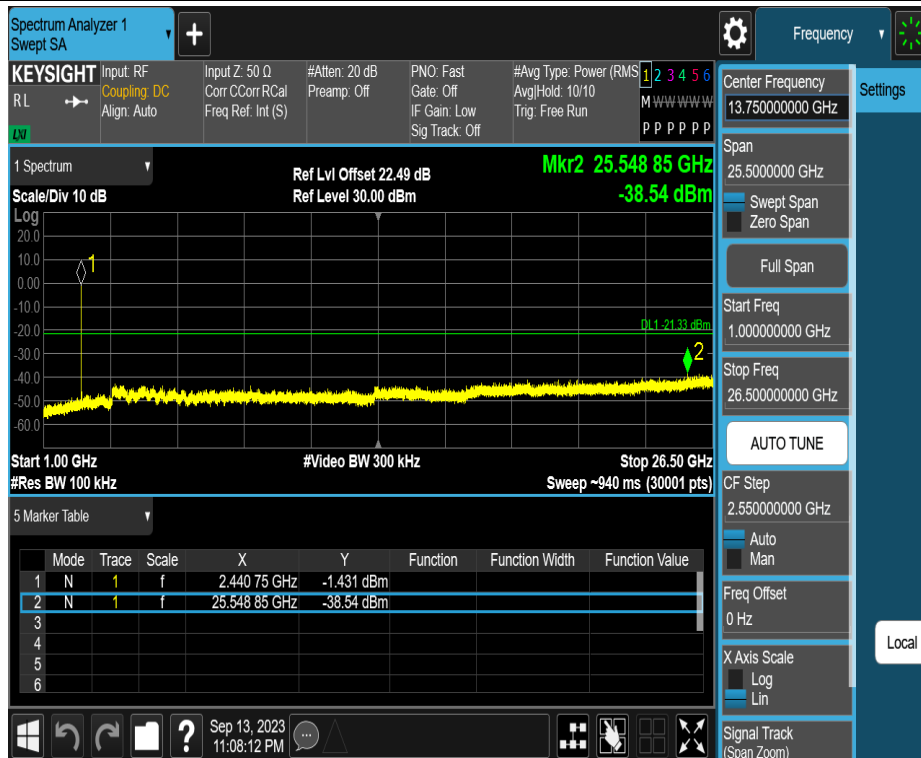 Spectrum Analyzer 1
Swept SA
+
Frequency
KEYSIGHT
RL
LXI
Input: RF
Coupling: DC
Align: Auto
Input Z: 50 Ω
Corr CCorr RCal
Freq Ref: Int (S)
#Atten: 20 dB
Preamp: Off
PNO: Fast
Gate: Off
IF Gain: Low
Sig Track: Off
#Avg Type: Power (RMS
Avg|Hold: 10/10
Trig: Free Run
1 2 3 4 5 6
M W W W W W
P P P P P P
1 Spectrum
Scale/Div 10 dB
Log
Ref Lvl Offset 22.49 dB
Ref Level 30.00 dBm
Mkr2 25.548 85 GHz
-38.54 dBm
20.0
10.0
0.00
-10.0
-20.0
-30.0
-40.0
-50.0
-60.0
1
DL1 -21.33 dBm
2
Start 1.00 GHz
#Video BW 300 kHz
Stop 26.50 GHz
#Res BW 100 kHz
Sweep ~940 ms (30001 pts)
5 Marker Table
Mode Trace Scale X Y Function Function Width Function Value
1 N 1 f 2.440 75 GHz -1.431 dBm
2 N 1 f 25.548 85 GHz -38.54 dBm
3
4
5
6
?
Sep 13, 2023
11:08:12 PM
Center Frequency
13.750000000 GHz
Settings
Span
25.5000000 GHz
Swept Span
Zero Span
Full Span
Start Freq
1.000000000 GHz
Stop Freq
26.500000000 GHz
AUTO TUNE
CF Step
2.550000000 GHz
Auto
Man
Freq Offset
0 Hz
Local
X Axis Scale
Log
Lin
Signal Track
(Span Zoom)